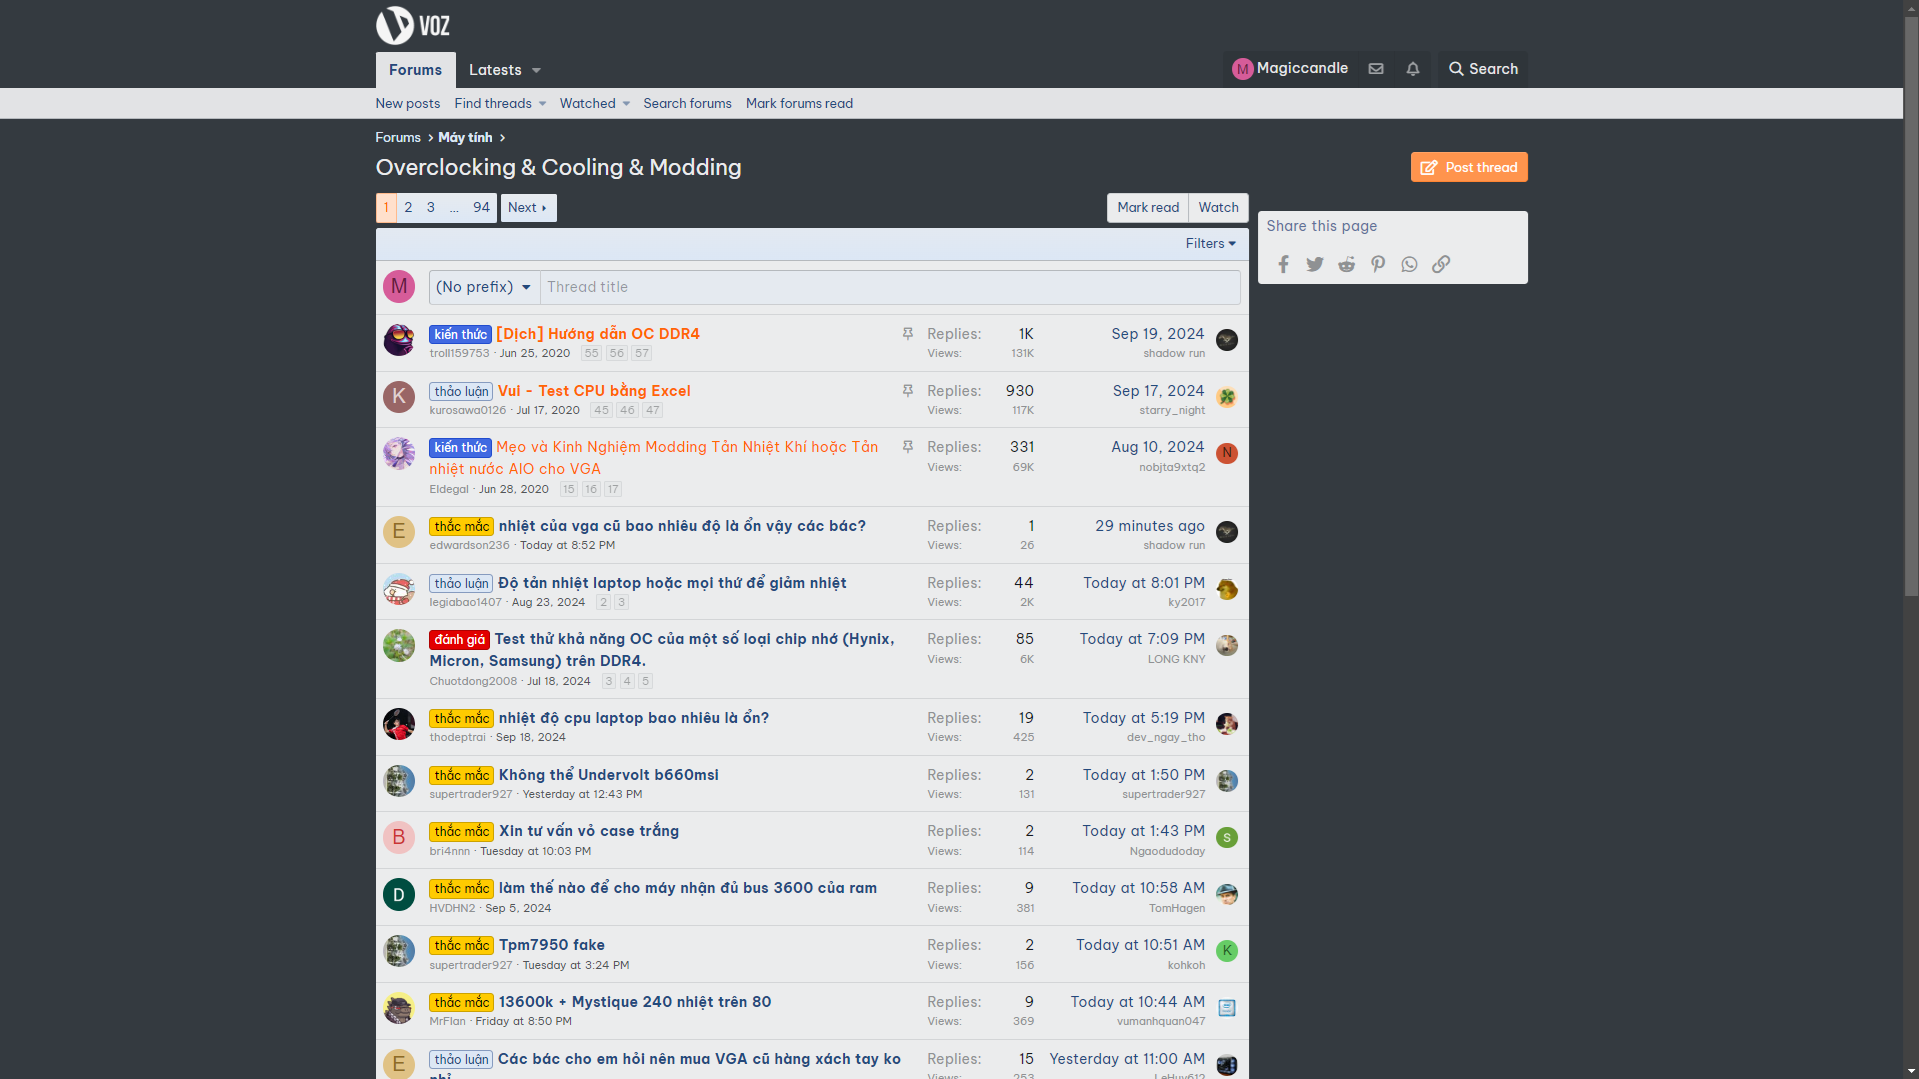 VOZ
Forums Latests
M Magiccandle Search
New posts Find threads Watched Search forums Mark forums read
Forums Máy tính
Overclocking & Cooling & Modding
Post thread
1 2 3 ... 94 Next
Mark read Watch
Share this page
Filters
M (No prefix) Thread title
kiến thức [Dịch] Hướng dẫn OC DDR4 Replies: 1K Sep 19, 2024
troll159753 · Jun 25, 2020 55 56 57 Views: 131K shadow run
K thảo luận Vui - Test CPU bằng Excel Replies: 930 Sep 17, 2024
kurosawa0126 · Jul 17, 2020 45 46 47 Views: 117K starry_night
kiến thức Mẹo và Kinh Nghiệm Modding Tản Nhiệt Khí hoặc Tản Replies: 331 Aug 10, 2024 N
nhiệt nước AIO cho VGA Views: 69K nobjta9xtq2
Eldegal · Jun 28, 2020 15 16 17
E thắc mắc nhiệt của vga cũ bao nhiêu độ là ổn vậy các bác? Replies: 1 29 minutes ago
edwardson236 · Today at 8:52 PM Views: 26 shadow run
thảo luận Độ tản nhiệt laptop hoặc mọi thứ để giảm nhiệt Replies: 44 Today at 8:01 PM
legiabao1407 · Aug 23, 2024 2 3 Views: 2K ky2017
đánh giá Test thử khả năng OC của một số loại chip nhớ (Hynix, Replies: 85 Today at 7:09 PM
Micron, Samsung) trên DDR4. Views: 6K LONG KNY
Chuotdong2008 · Jul 18, 2024 3 4 5
thắc mắc nhiệt độ cpu laptop bao nhiêu là ổn? Replies: 19 Today at 5:19 PM
thodeptrai · Sep 18, 2024 Views: 425 dev_ngay_tho
thắc mắc Không thể Undervolt b660msi Replies: 2 Today at 1:50 PM
supertrader927 · Yesterday at 12:43 PM Views: 131 supertrader927
B thắc mắc Xin tư vấn vỏ case trắng Replies: 2 Today at 1:43 PM S
bri4nnn · Tuesday at 10:03 PM Views: 114 Ngaodudoday
D thắc mắc làm thế nào để cho máy nhận đủ bus 3600 của ram Replies: 9 Today at 10:58 AM
HVDHN2 · Sep 5, 2024 Views: 381 TomHagen
thắc mắc Tpm7950 fake Replies: 2 Today at 10:51 AM K
supertrader927 · Tuesday at 3:24 PM Views: 156 kohkoh
thắc mắc 13600k + Mystique 240 nhiệt trên 80 Replies: 9 Today at 10:44 AM
MrFlan · Friday at 8:50 PM Views: 369 vumanhquan047
E thảo luận Các bác cho em hỏi nên mua VGA cũ hàng xách tay ko Replies: 15 Yesterday at 11:00 AM
Views: 253 LeHuy612